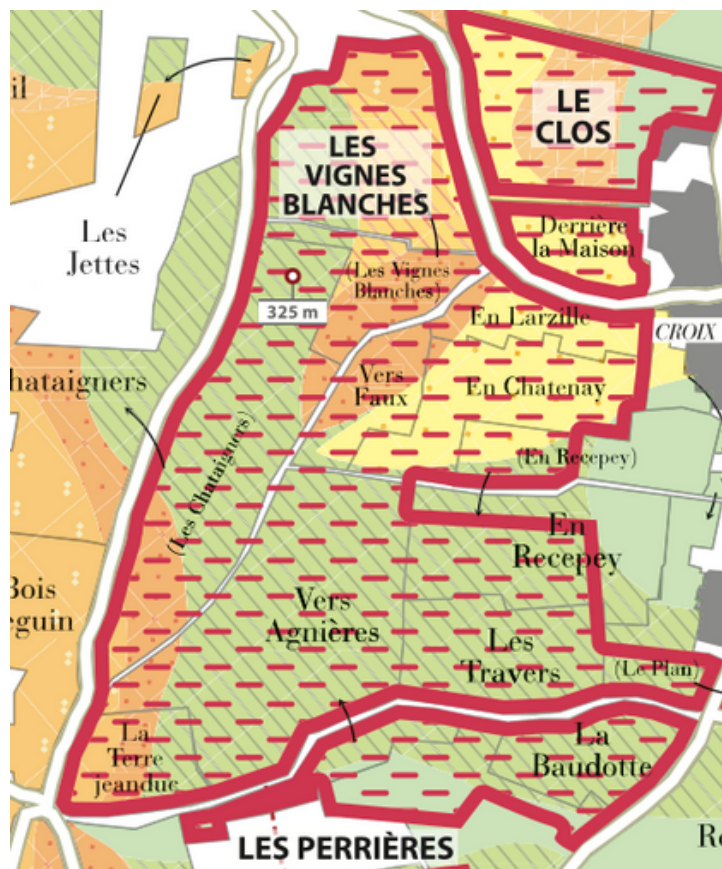 il
LE
CLOS
LES
VIGNES
BLANCHES
Les
Jettes
Derrière
la Maison
(Les Vignes
Blanches)
325 m
En Larzille
CROIX
Vers
Faux
En Chatenay
hataigners
(Les Chataigners)
(En Recepey)
En
Recepey
Bois
eguin
Vers
Agnières
Les
Travers
(Le Plan)
La
Terre
jeanduc
La
Baudotte
LES PERRIÈRES
Re